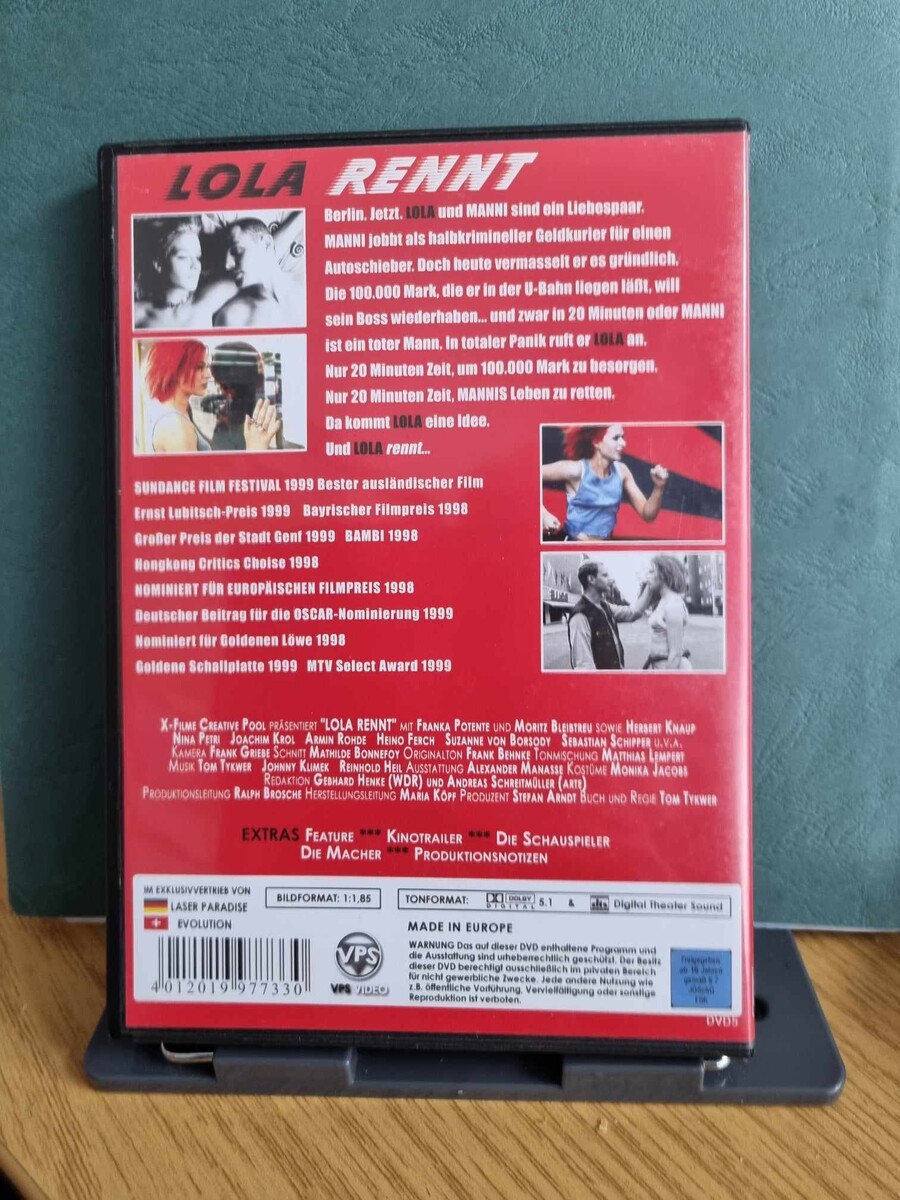 LOLA RENNT
Berlin. Jetzt. LOLA und MANNI sind ein Liebespaar.
MANNI jobbt als halbkrimineller Geldkurier für einen
Autoschieber. Doch heute vermasselt er es gründlich.
Die 100.000 Mark, die er in der U-Bahn liegen läßt, will
sein Boss wiederhaben... und zwar in 20 Minuten oder MANNI
ist ein toter Mann. In totaler Panik ruft er LOLA an.
Nur 20 Minuten Zeit, um 100.000 Mark zu besorgen.
Nur 20 Minuten Zeit, MANNIS Leben zu retten.
Da kommt LOLA eine Idee.
Und LOLA rennt...
SUNDANCE FILM FESTIVAL 1999 Bester ausländischer Film
Ernst Lubitsch-Preis 1999 Bayrischer Filmpreis 1998
Großer Preis der Stadt Genf 1999 BAMBI 1998
Hongkong Critics Choise 1998
NOMINIERT FÜR EUROPÄISCHEN FILMPREIS 1998
Deutscher Beitrag für die OSCAR-Nominierung 1999
Nominiert für Goldenen Löwe 1998
Goldene Schallplatte 1999 MTV Select Award 1999
X-FILME CREATIVE POOL PRÄSENTIERT "LOLA RENNT" MIT FRANKA POTENTE UND MORITZ BLEIBTREU SOWIE HERBERT KNAUP
NINA PETRI JOACHIM KROL ARMIN ROHDE HEINO FERCH SUZANNE VON BORSODY SEBASTIAN SCHIPPER U.V.A.
KAMERA FRANK GRIEBE SCHNITT MATHILDE BONNEFOY ORIGINALTON FRANK BEHNKE TONMISCHUNG MATTHIAS LEMPERT
MUSIK TOM TYKWER JOHNNY KLIMEK REINHOLD HEIL AUSSTATTUNG ALEXANDER MANASSE KOSTÜME MONIKA JACOBS
REDAKTION GEBHARD HENKE (WDR) UND ANDREAS SCHREITMÜLLER (ARTE)
PRODUKTIONSLEITUNG RALPH BROSCHE HERSTELLUNGSLEITUNG MARIA KÖPF PRODUZENT STEFAN ARNDT BUCH UND REGIE TOM TYKWER
EXTRAS FEATURE *** KINOTRAILER *** DIE SCHAUSPIELER
DIE MACHER *** PRODUKTIONSNOTIZEN
IM EXKLUSIVVERTRIEB VON
LASER PARADISE
EVOLUTION
BILDFORMAT: 1:1,85
TONFORMAT: DOLBY DIGITAL 5.1 & dts Digital Theater Sound
MADE IN EUROPE
WARNUNG Das auf dieser DVD enthaltene Programm und
die Ausstattung sind urheberrechtlich geschützt. Der Besitz
dieser DVD berechtigt ausschließlich im privaten Bereich
für nicht gewerbliche Zwecke. Jede andere Nutzung wie
z.B. öffentliche Vorführung, Vervielfältigung oder sonstige
Reproduktion ist verboten.
4 012019 977330
VPS
VPS VIDEO
Freigegeben
ab 18 Jahren
gemäß § 7
JÖSchG
FSK
DVD5